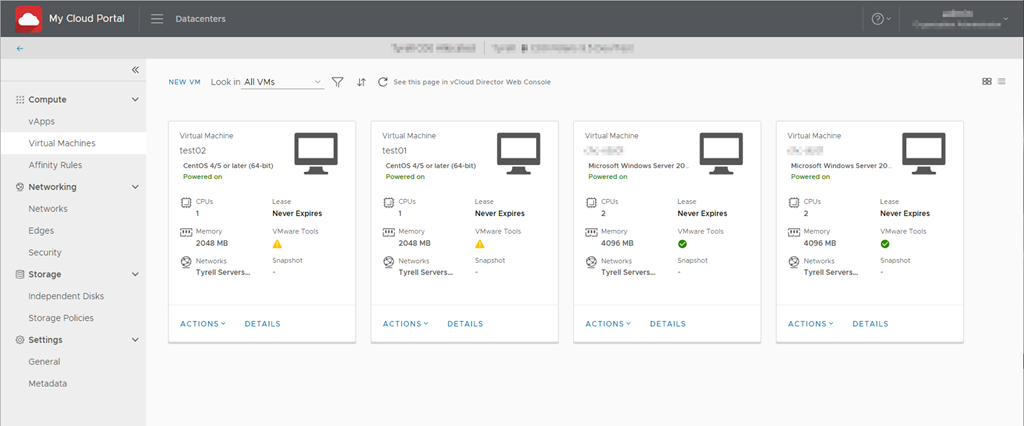 My Cloud Portal
Datacenters
NEW VM Look in All VMs See this page in vCloud Director Web Console
Compute
vApps
Virtual Machines
Affinity Rules
Networking
Networks
Edges
Security
Storage
Independent Disks
Storage Policies
Settings
General
Metadata
Virtual Machine
test02
CentOS 4/5 or later (64-bit)
Powered on
CPUs Lease
1 Never Expires
Memory VMware Tools
2048 MB
Networks Snapshot
Tyrell Servers... -
ACTIONS DETAILS
Virtual Machine
test01
CentOS 4/5 or later (64-bit)
Powered on
CPUs Lease
1 Never Expires
Memory VMware Tools
2048 MB
Networks Snapshot
Tyrell Servers... -
ACTIONS DETAILS
Virtual Machine
Microsoft Windows Server 20...
Powered on
CPUs Lease
2 Never Expires
Memory VMware Tools
4096 MB
Networks Snapshot
Tyrell Servers... -
ACTIONS DETAILS
Virtual Machine
Microsoft Windows Server 20...
Powered on
CPUs Lease
2 Never Expires
Memory VMware Tools
4096 MB
Networks Snapshot
Tyrell Servers... -
ACTIONS DETAILS